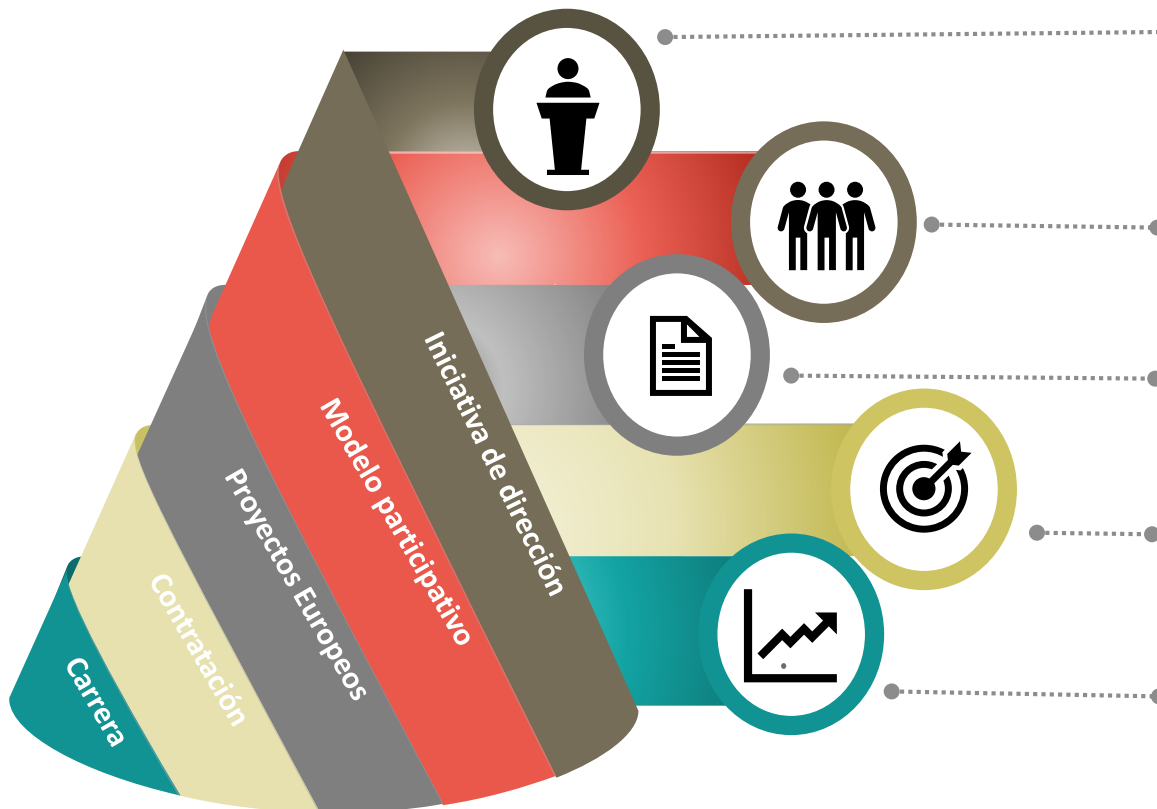 Iniciativa de dirección
Modelo participativo
Proyectos Europeos
Contratación
Carrera